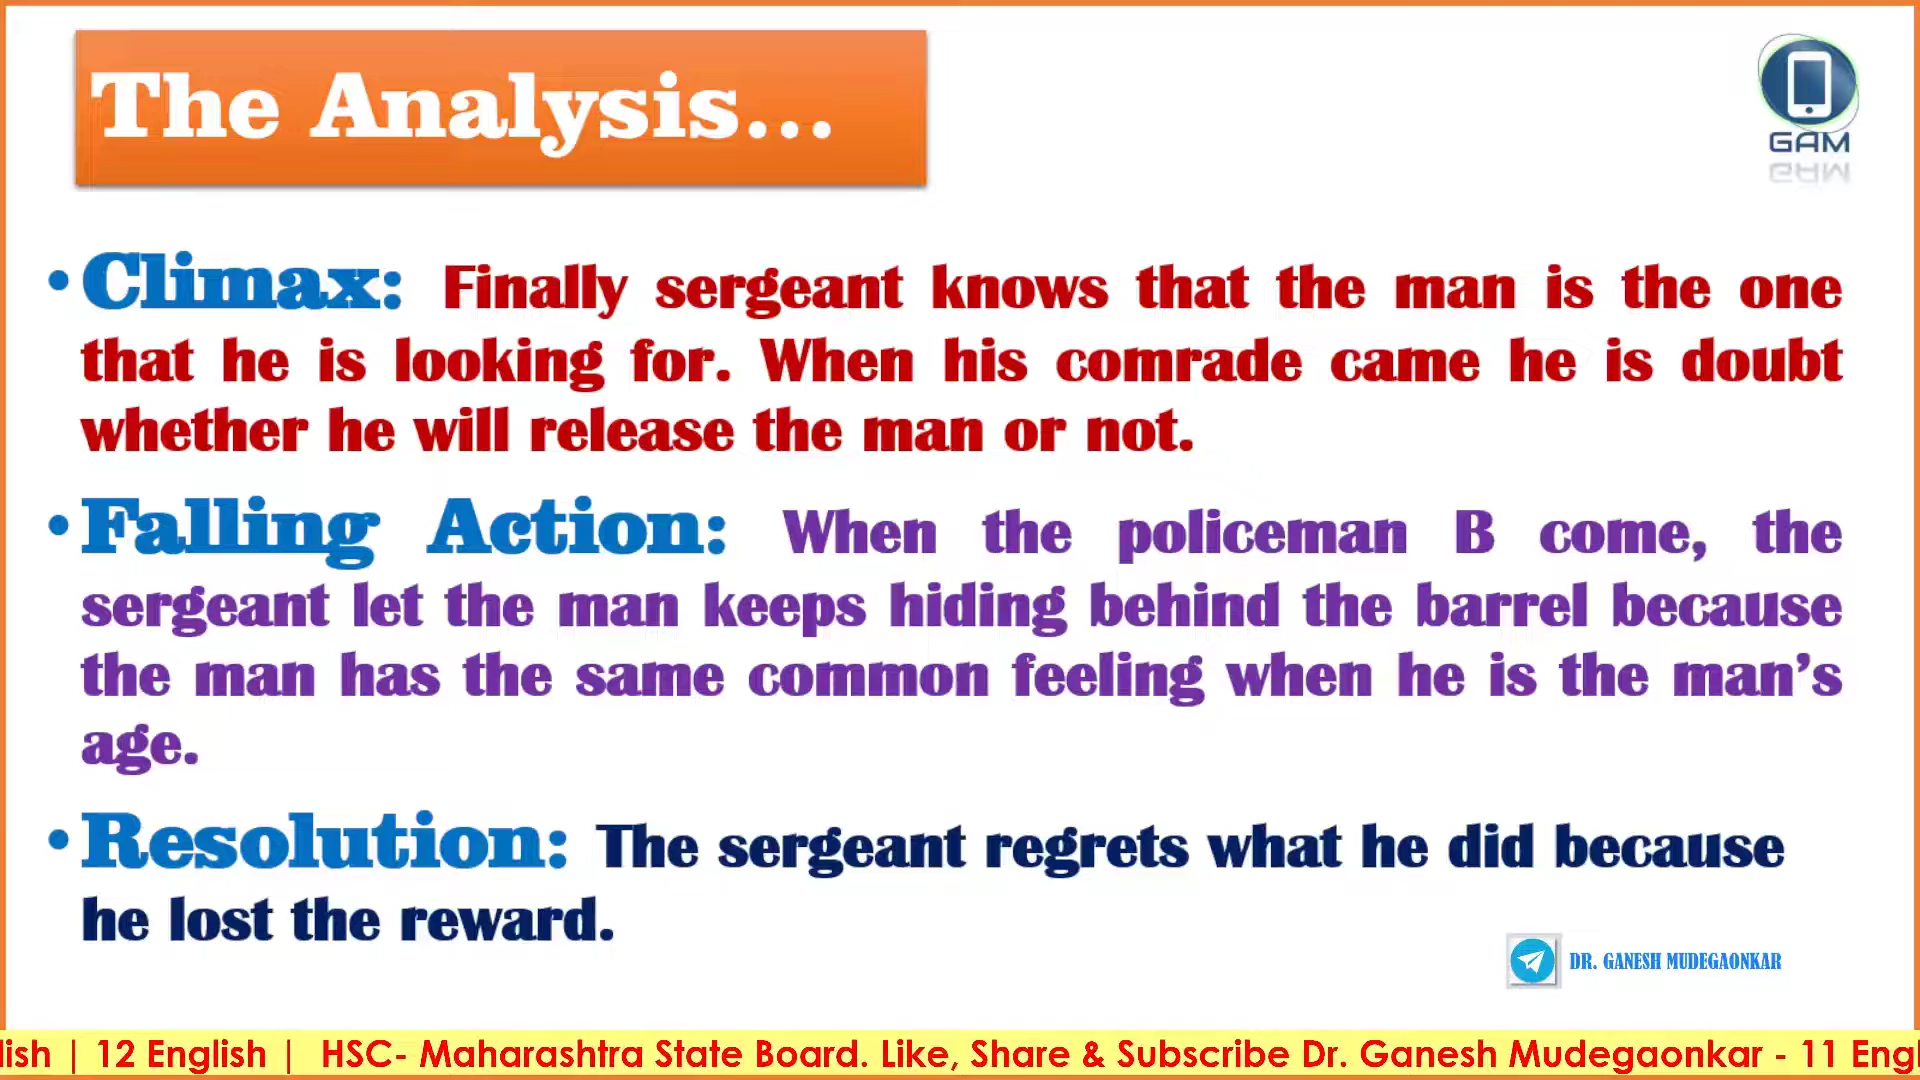 The Analysis...
GAM
• Climax: Finally sergeant knows that the man is the one
that he is looking for. When his comrade came he is doubt
whether he will release the man or not.
• Falling Action: When the policeman B come, the
sergeant let the man keeps hiding behind the barrel because
the man has the same common feeling when he is the man’s
age.
• Resolution: The sergeant regrets what he did because
he lost the reward.
DR. GANESH MUDEGAONKAR
lish | 12 English | HSC- Maharashtra State Board. Like, Share & Subscribe Dr. Ganesh Mudegaonkar - 11 Engl